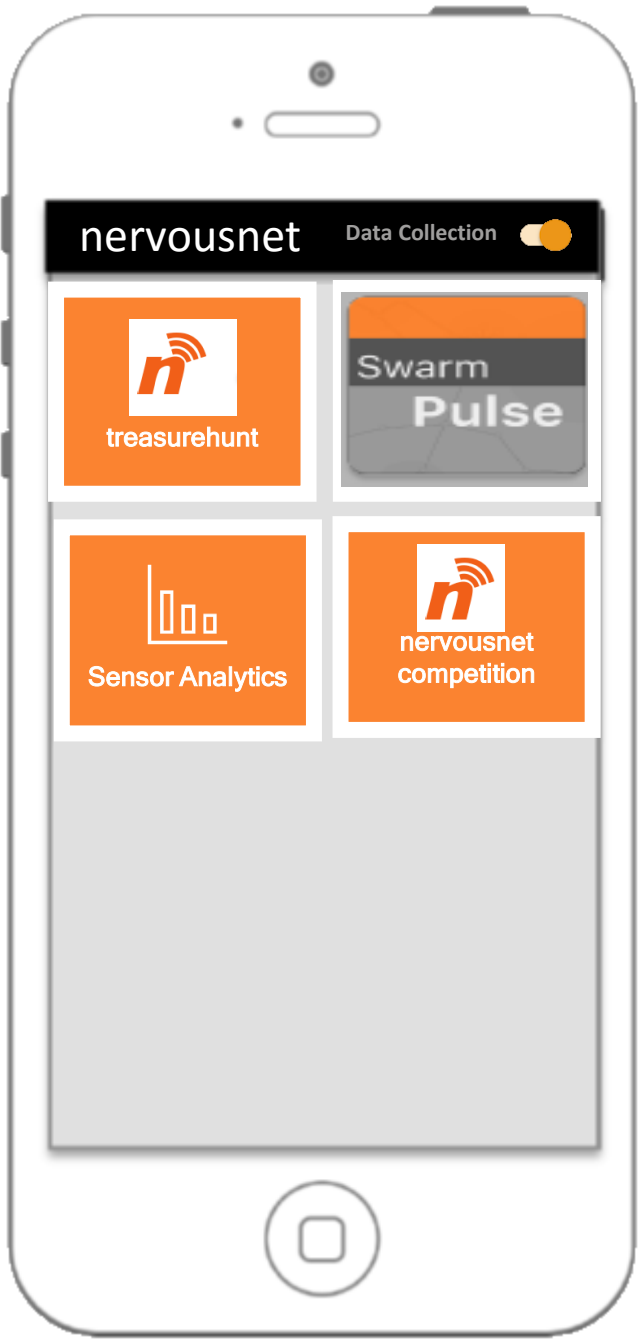 nervousnet Data Collection
n
treasurehunt
Swarm
Pulse
Sensor Analytics
n
nervousnet
competition